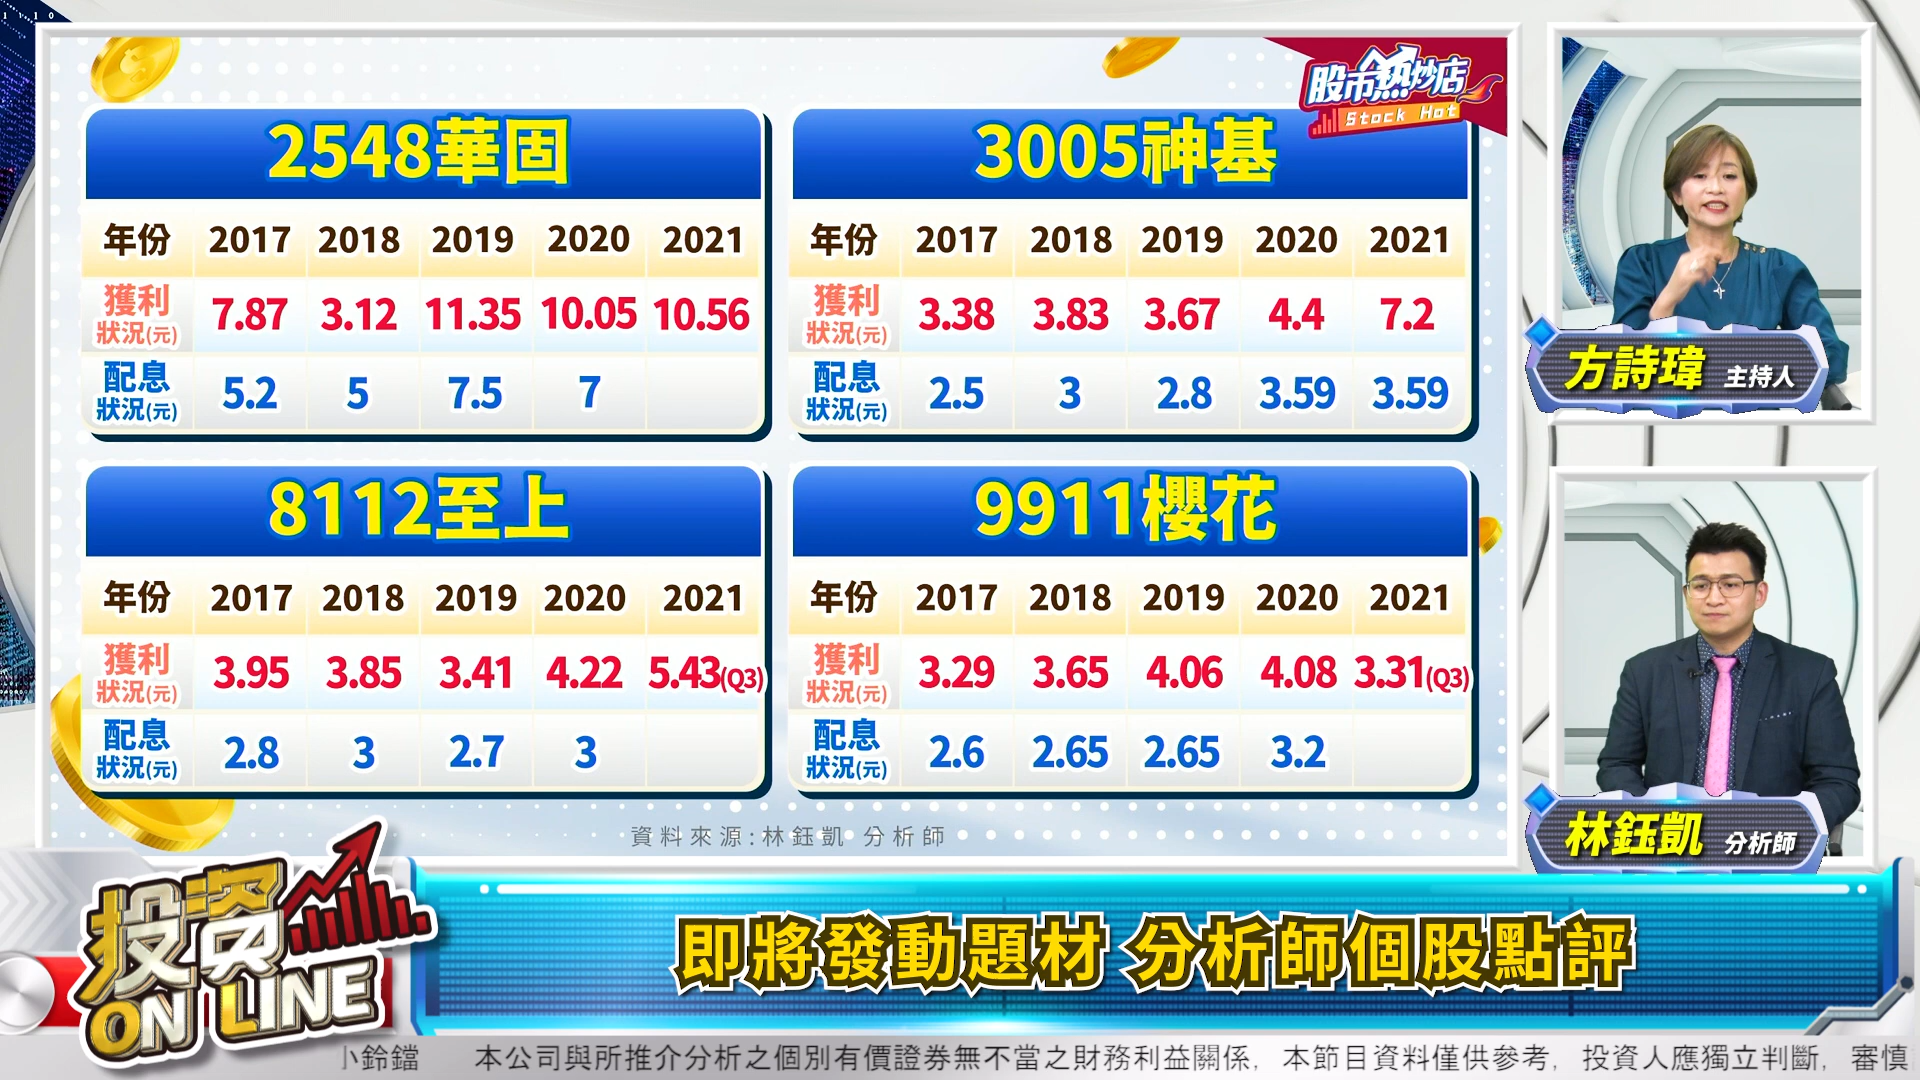 1110
股市熱炒店
Stock Hot
2548華固
年份 2017 2018 2019 2020 2021
獲利狀況(元) 7.87 3.12 11.35 10.05 10.56
配息狀況(元) 5.2 5 7.5 7
3005神基
年份 2017 2018 2019 2020 2021
獲利狀況(元) 3.38 3.83 3.67 4.4 7.2
配息狀況(元) 2.5 3 2.8 3.59 3.59
8112至上
年份 2017 2018 2019 2020 2021
獲利狀況(元) 3.95 3.85 3.41 4.22 5.43(Q3)
配息狀況(元) 2.8 3 2.7 3
9911櫻花
年份 2017 2018 2019 2020 2021
獲利狀況(元) 3.29 3.65 4.06 4.08 3.31(Q3)
配息狀況(元) 2.6 2.65 2.65 3.2
資料來源:林鈺凱 分析師
方詩瑋 主持人
林鈺凱 分析師
投資
ON LINE
即將發動題材 分析師個股點評
小鈴鐺 本公司與所推介分析之個別有價證券無不當之財務利益關係，本節目資料僅供參考，投資人應獨立判斷，審慎